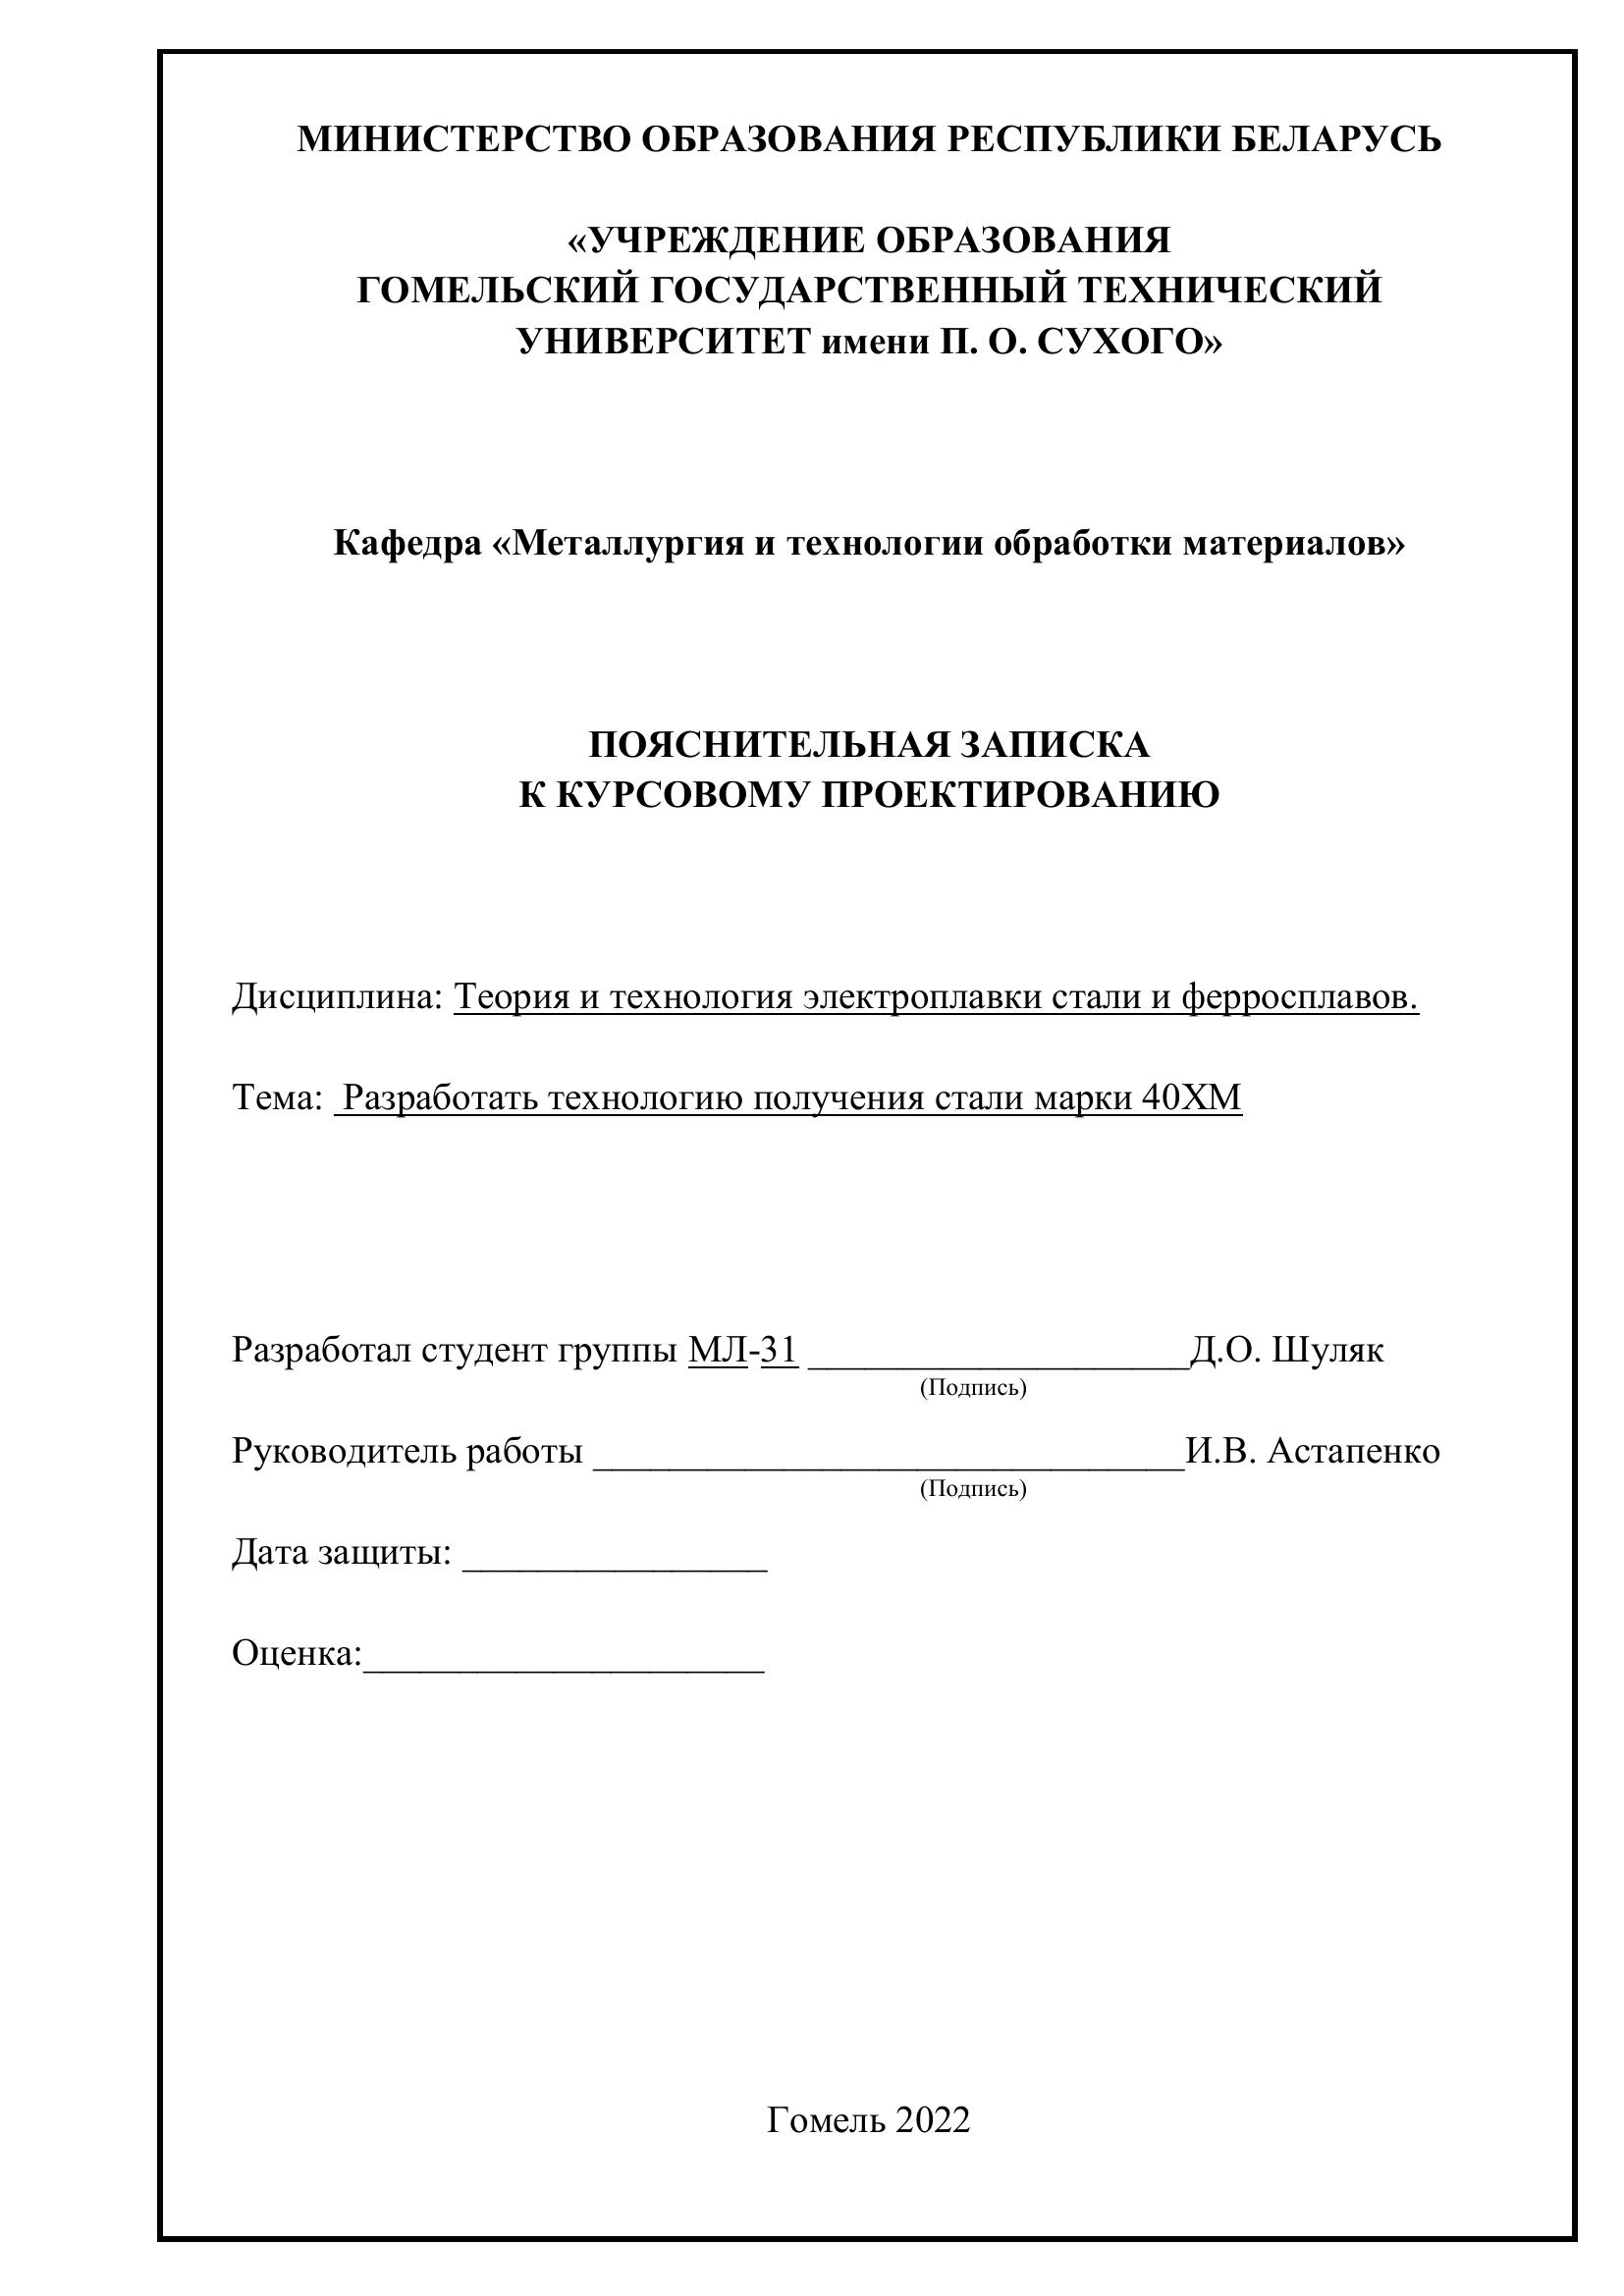 МИНИСТЕРСТВО ОБРАЗОВАНИЯ РЕСПУБЛИКИ БЕЛАРУСЬ
«УЧРЕЖДЕНИЕ ОБРАЗОВАНИЯ
ГОМЕЛЬСКИЙ ГОСУДАРСТВЕННЫЙ ТЕХНИЧЕСКИЙ
УНИВЕРСИТЕТ имени П. О. СУХОГО»
Кафедра «Металлургия и технологии обработки материалов»
ПОЯСНИТЕЛЬНАЯ ЗАПИСКА
К КУРСОВОМУ ПРОЕКТИРОВАНИЮ
Дисциплина: Теория и технология электроплавки стали и ферросплавов.
Тема: Разработать технологию получения стали марки 40ХМ
Разработал студент группы МЛ-31 ____________________Д.О. Шуляк
(Подпись)
Руководитель работы _______________________________И.В. Астапенко
(Подпись)
Дата защиты: ________________
Оценка:_____________________
Гомель 2022